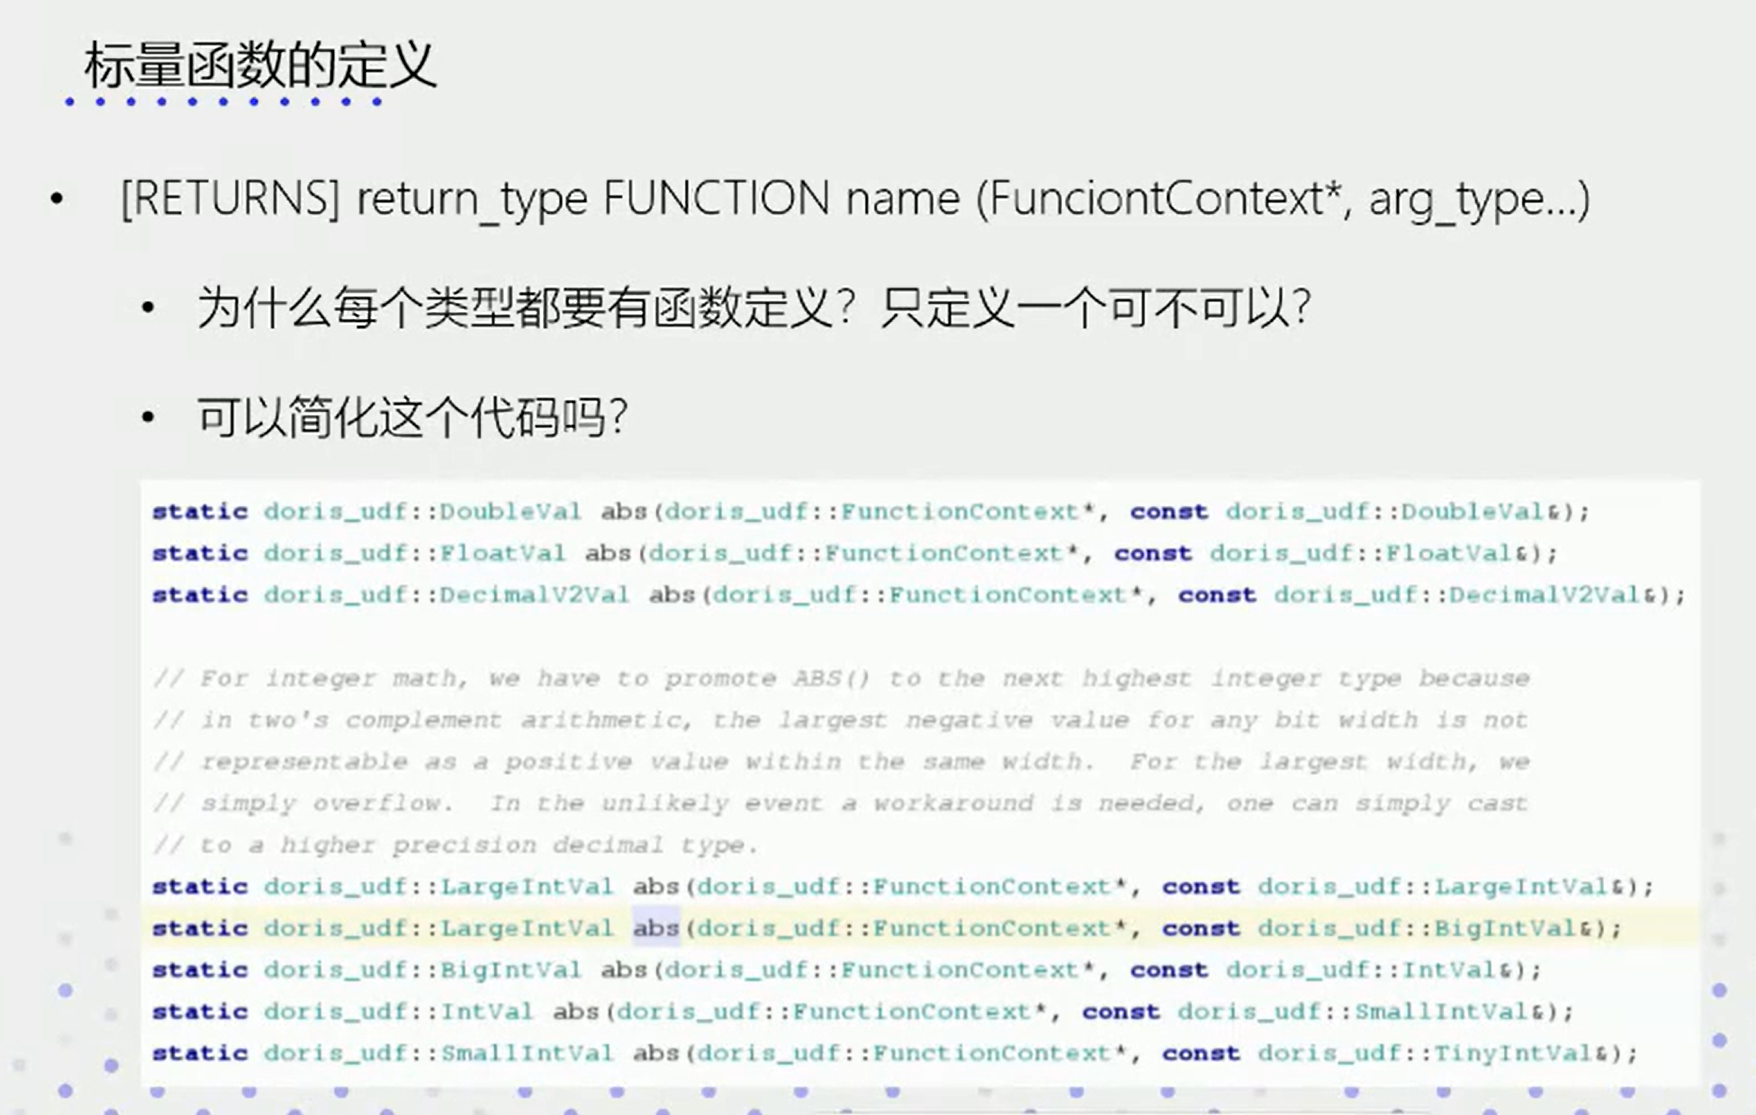 标量函数的定义
• [RETURNS] return_type FUNCTION name (FunciontContext*, arg_type...)
• 为什么每个类型都要有函数定义？只定义一个可不可以？
• 可以简化这个代码吗？
static doris_udf::DoubleVal abs(doris_udf::FunctionContext*, const doris_udf::DoubleVal&);
static doris_udf::FloatVal abs(doris_udf::FunctionContext*, const doris_udf::FloatVal&);
static doris_udf::DecimalV2Val abs(doris_udf::FunctionContext*, const doris_udf::DecimalV2Val&);
// For integer math, we have to promote ABS() to the next highest integer type because
// in two's complement arithmetic, the largest negative value for any bit width is not
// representable as a positive value within the same width.  For the largest width, we
// simply overflow.  In the unlikely event a workaround is needed, one can simply cast
// to a higher precision decimal type.
static doris_udf::LargeIntVal abs(doris_udf::FunctionContext*, const doris_udf::LargeIntVal&);
static doris_udf::LargeIntVal abs(doris_udf::FunctionContext*, const doris_udf::BigIntVal&);
static doris_udf::BigIntVal abs(doris_udf::FunctionContext*, const doris_udf::IntVal&);
static doris_udf::IntVal abs(doris_udf::FunctionContext*, const doris_udf::SmallIntVal&);
static doris_udf::SmallIntVal abs(doris_udf::FunctionContext*, const doris_udf::TinyIntVal&);